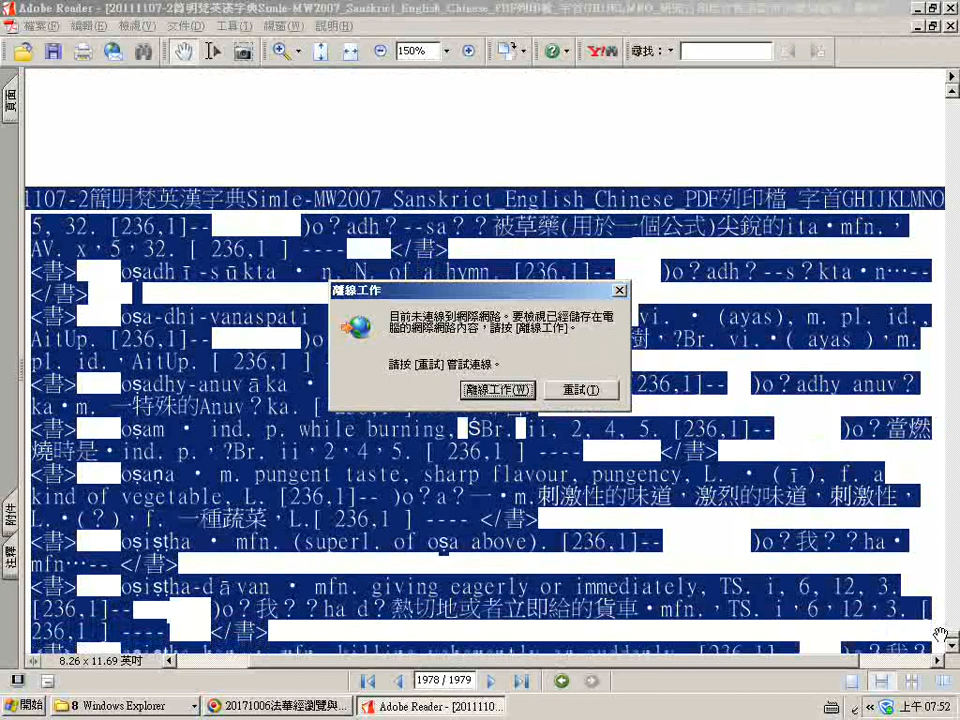 Adobe Reader - [20111107-2簡明梵英漢字典Simle-MW2007_Sanskrit_English_Chinese_PDF列印檔_字首GHIJKLMNO_
檔案(F) 編輯(E) 檢視(V) 文件(D) 工具(T) 視窗(W) 說明(H)
150% 尋找：
頁面
1107-2簡明梵英漢字典Simle-MW2007_Sanskrit_English_Chinese_PDF列印檔_字首GHIJKLMNO
5, 32. [236,1]-- )o？adh？--sa？？被草藥(用於一個公式)尖銳的ita‧mfn.，
AV. x，5，32. [ 236,1 ] ---- </書>
<書> oṣadhī-sūkta ‧ n. N. of a hymn. [236,1]-- )o？adh？--s？kta‧n…--
</書>
<書> oṣa-dhi-vanaspati vi. ‧ (ayas), m. pl. id.,
AitUp. [236,1]-- 樹，?Br. vi.‧( ayas)，m.
pl. id.，AitUp. [ 236,1 ]
<書> oṣadhy-anuvāka ‧ [236,1]-- )o？adhy anuv？
ka‧m. 一特殊的Anuv？ka. [
<書> oṣam ‧ ind. p. while burning, ŚBr. ii, 2, 4, 5. [236,1]-- )o？當燃
燒時是‧ind. p.，?Br. ii，2，4，5. [ 236,1 ] ---- </書>
<書> oṣaṇa ‧ m. pungent taste, sharp flavour, pungency, L. ‧ (ī), f. a
kind of vegetable, L. [236,1]-- )o？a？一‧m.刺激性的味道，激烈的味道，刺激性，
L.‧(？)，f. 一種蔬菜，L.[ 236,1 ] ---- </書>
<書> oṣiṣṭha ‧ mfn. (superl. of oṣa above). [236,1]-- )o？我？？ha‧
mfn…-- </書>
<書> oṣiṣṭha-dāvan ‧ mfn. giving eagerly or immediately, TS. i, 6, 12, 3.
[236,1]-- )o？我？？ha d？熱切地或者立即給的貨車‧mfn.，TS. i，6，12，3. [
236,1 ] ---- </書>
離線工作
目前未連線到網際網路。要檢視已經儲存在電
腦的網際網路內容，請按 [離線工作]。
請按 [重試] 嘗試連線。
離線工作(W) 重試(T)
附件
註釋
8.26 x 11.69 英吋
1978 / 1979
開始 8 Windows Explorer 20171006法華經瀏覽與... Adobe Reader - [2011110... 上午 07:52